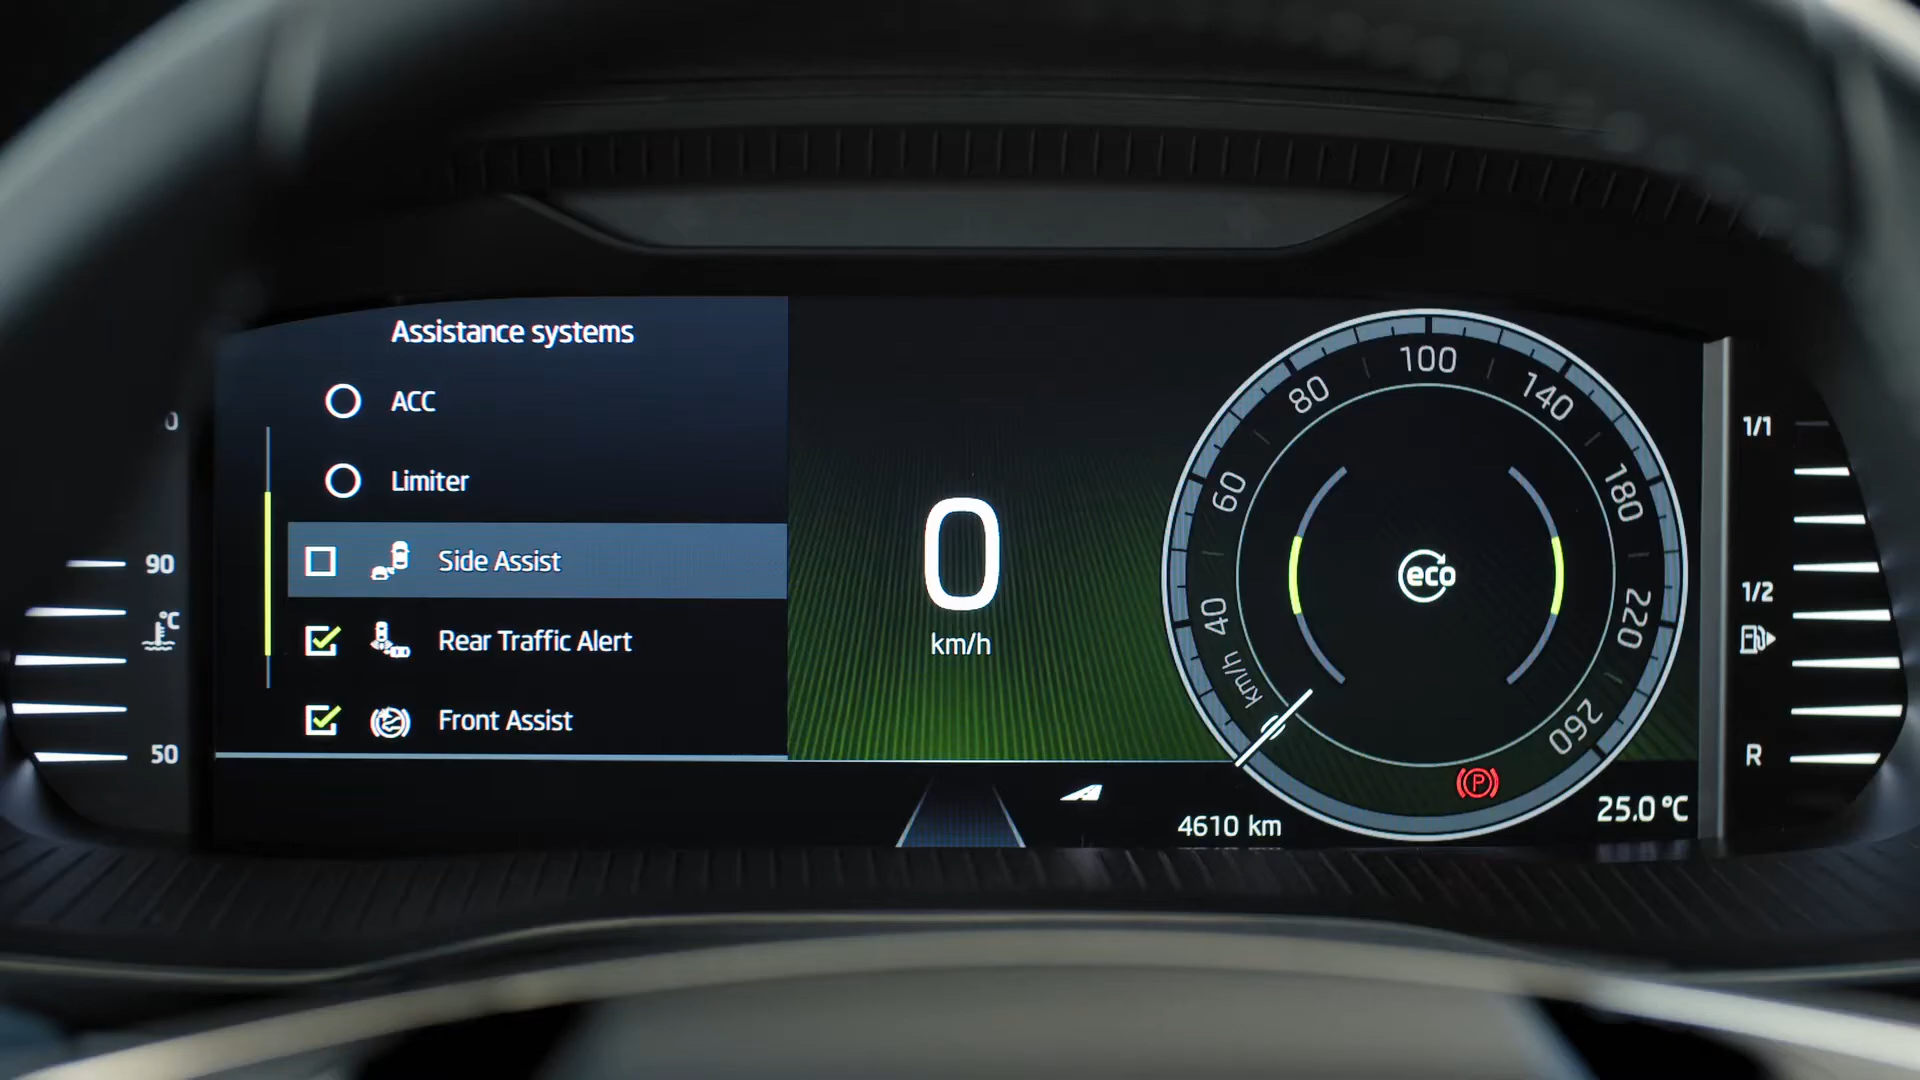 Assistance systems
ACC
Limiter
Side Assist
Rear Traffic Alert
Front Assist
90
°C
50
0
km/h
40
60
80
100
140
180
220
260
km/h
eco
P
4610 km
25.0 °C
1/1
1/2
R